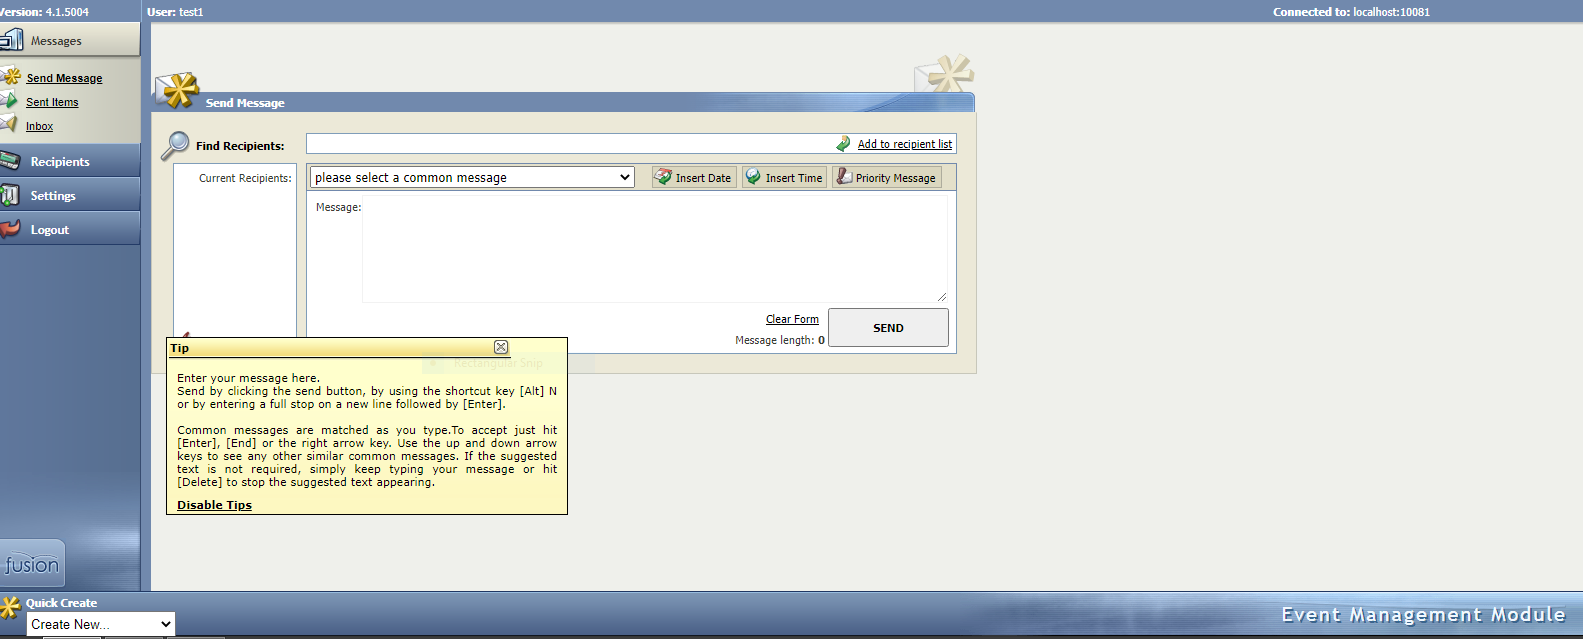 Version: 4.1.5004
User: test1
Connected to: localhost:10081
Messages
Send Message
Sent Items
Inbox
Recipients
Settings
Logout
Send Message
Find Recipients:
Add to recipient list
Current Recipients:
please select a common message
Insert Date
Insert Time
Priority Message
Message:
Clear Form
SEND
Message length: 0
Rectangular Snip
Tip
Enter your message here.
Send by clicking the send button, by using the shortcut key [Alt] N
or by entering a full stop on a new line followed by [Enter].
Common messages are matched as you type.To accept just hit
[Enter], [End] or the right arrow key. Use the up and down arrow
keys to see any other similar common messages. If the suggested
text is not required, simply keep typing your message or hit
[Delete] to stop the suggested text appearing.
Disable Tips
fusion
Quick Create
Create New...
Event Management Module